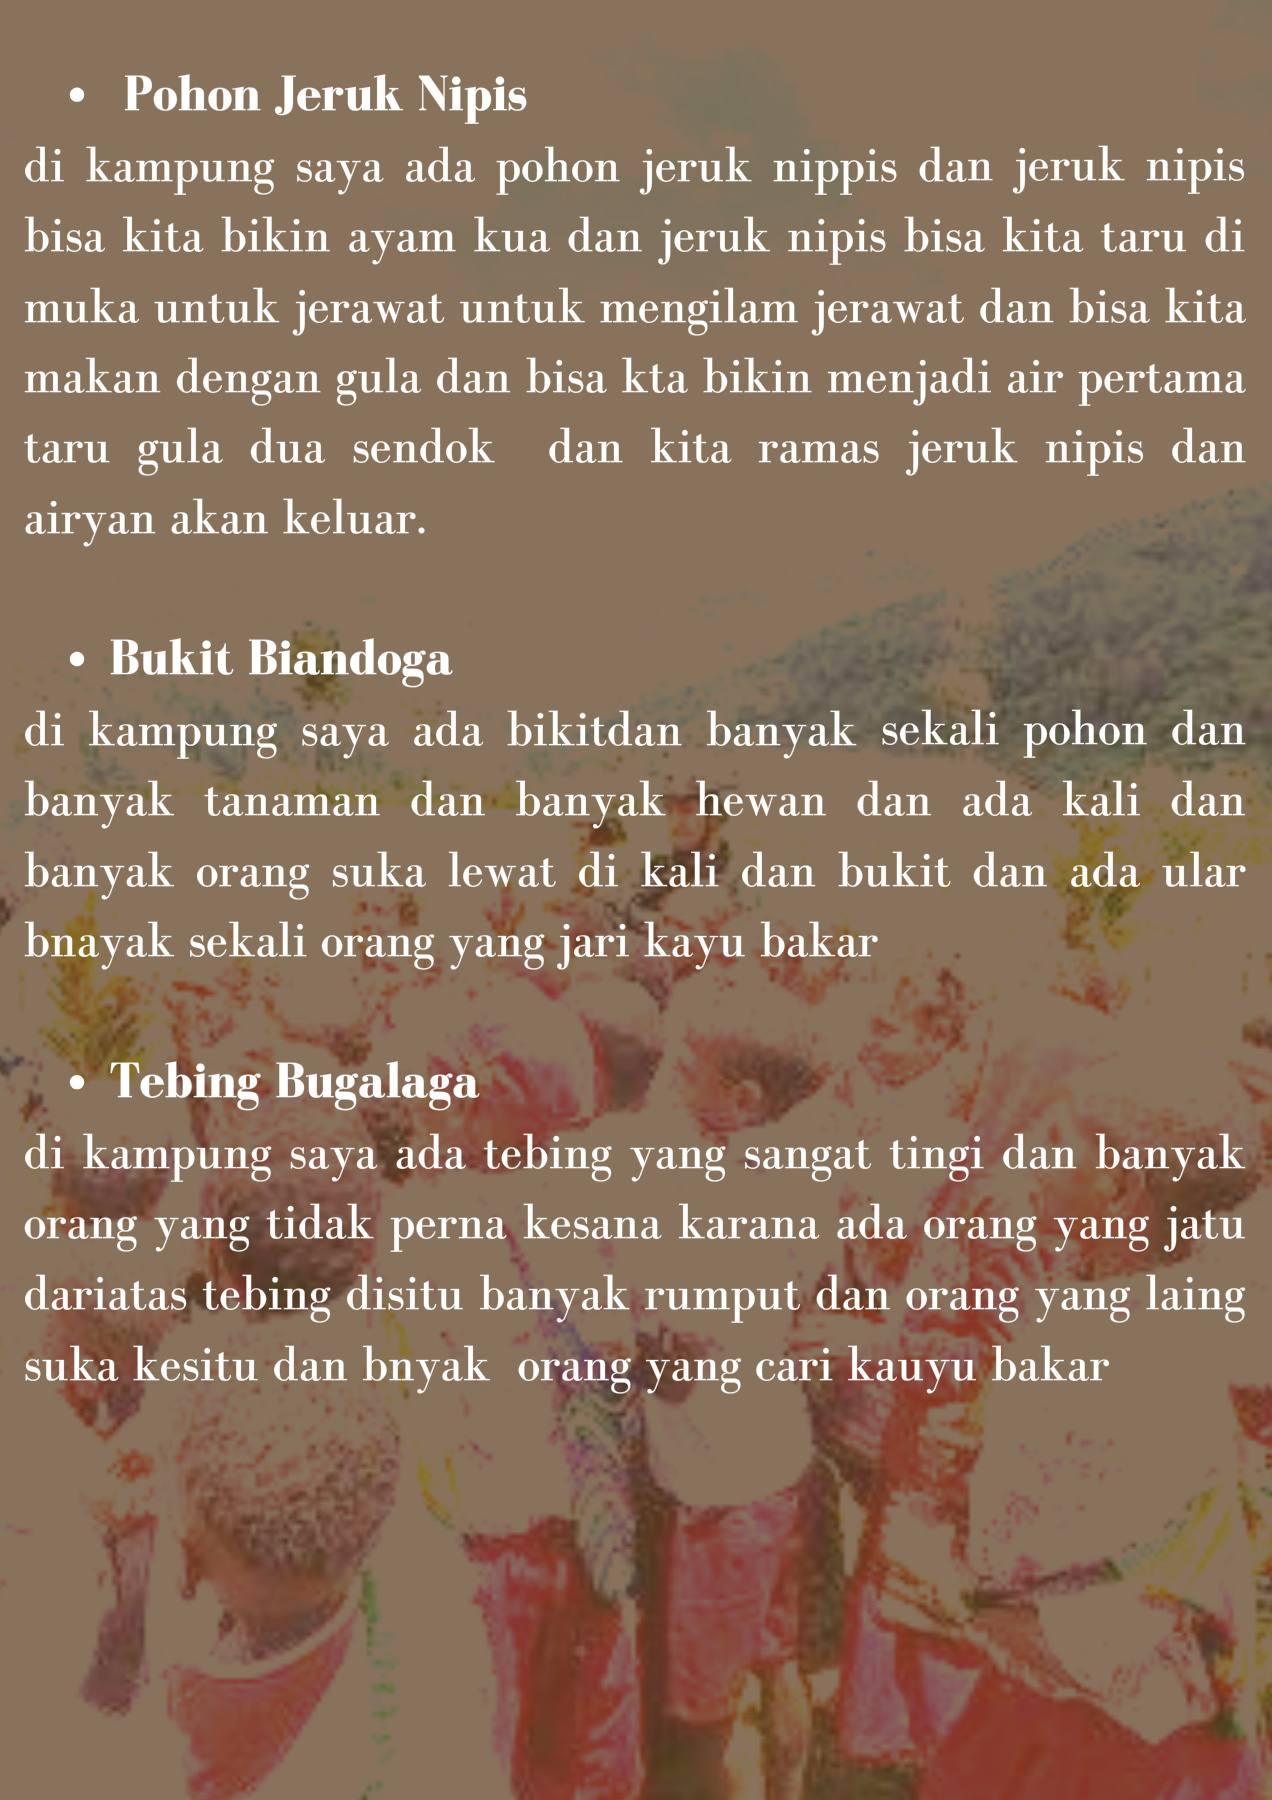 • Pohon Jeruk Nipis
di kampung saya ada pohon jeruk nippis dan jeruk nipis
bisa kita bikin ayam kua dan jeruk nipis bisa kita taru di
muka untuk jerawat untuk mengilam jerawat dan bisa kita
makan dengan gula dan bisa kta bikin menjadi air pertama
taru gula dua sendok dan kita ramas jeruk nipis dan
airyan akan keluar.
• Bukit Biandoga
di kampung saya ada bikitdan banyak sekali pohon dan
banyak tanaman dan banyak hewan dan ada kali dan
banyak orang suka lewat di kali dan bukit dan ada ular
bnayak sekali orang yang jari kayu bakar
• Tebing Bugalaga
di kampung saya ada tebing yang sangat tingi dan banyak
orang yang tidak perna kesana karana ada orang yang jatu
dariatas tebing disitu banyak rumput dan orang yang laing
suka kesitu dan bnyak orang yang cari kauyu bakar